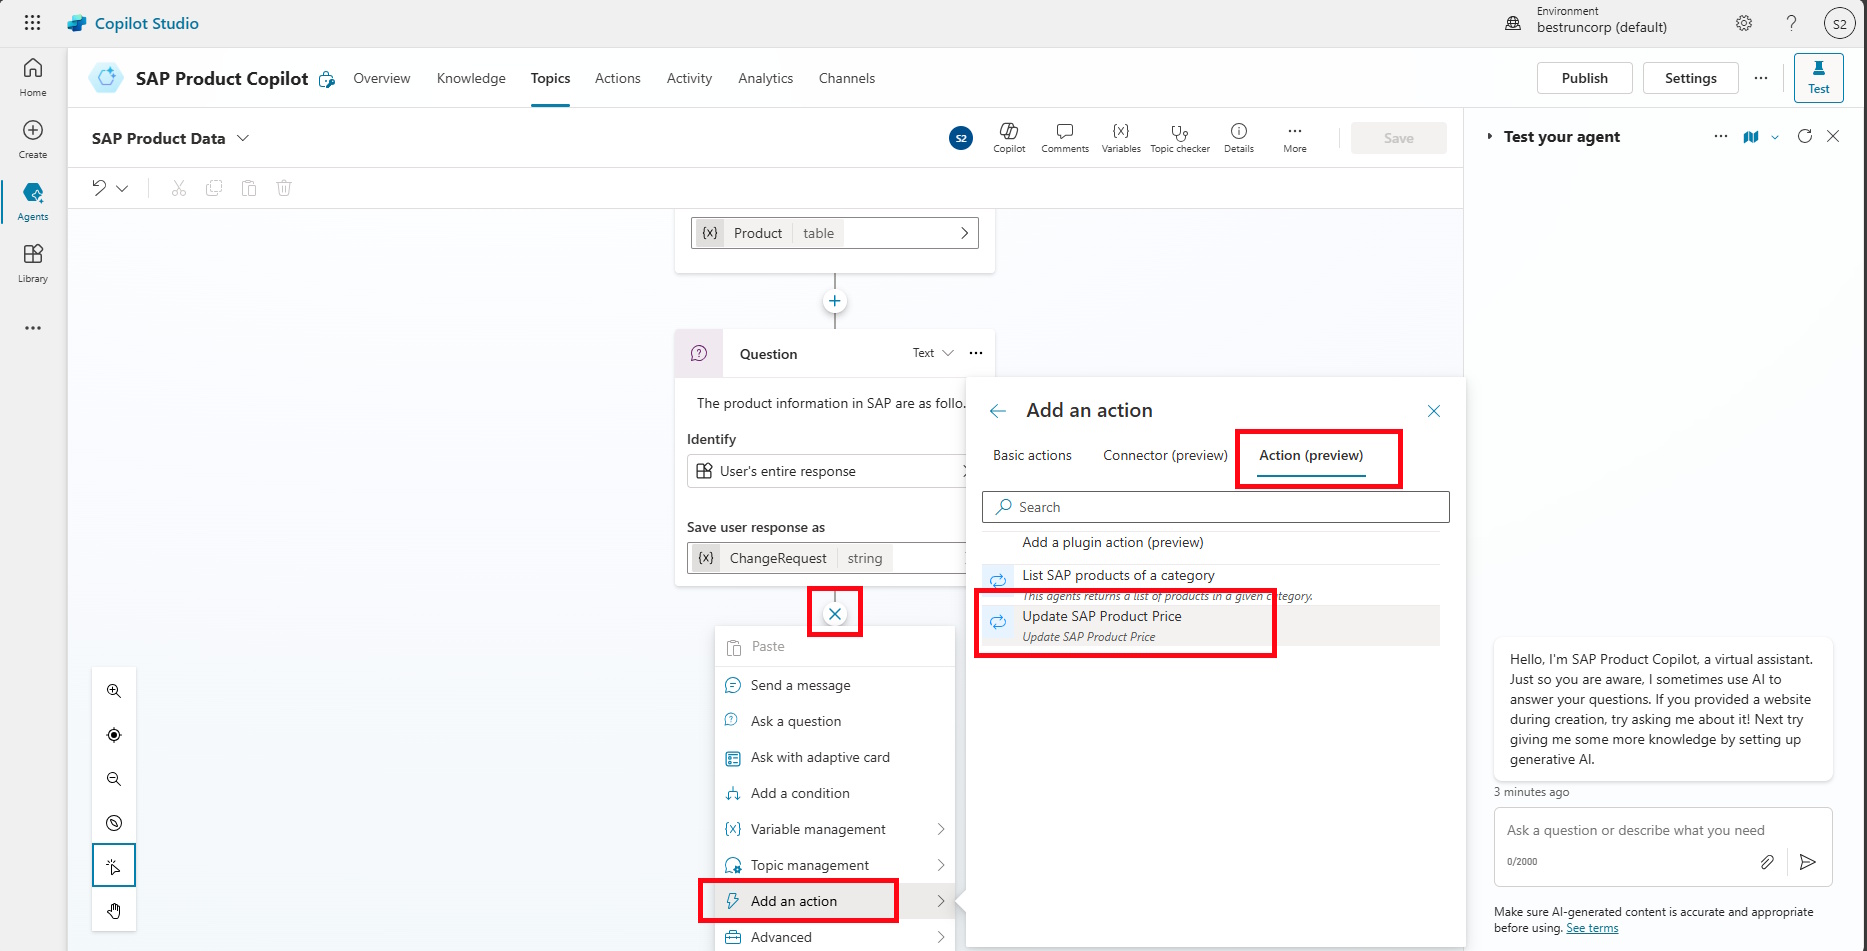 Copilot Studio
Environment
bestruncorp (default)
S2
SAP Product Copilot
Overview
Knowledge
Topics
Actions
Activity
Analytics
Channels
Publish
Settings
Test
Home
Create
Agents
Library
SAP Product Data
S2
Copilot
Comments
Variables
Topic checker
Details
More
Save
Test your agent
{x} Product table
Question
Text
The product information in SAP are as follo.
Identify
User's entire response
Save user response as
{x} ChangeRequest string
Paste
Send a message
Ask a question
Ask with adaptive card
Add a condition
{x} Variable management
Topic management
Add an action
Advanced
Add an action
Basic actions
Connector (preview)
Action (preview)
Search
Add a plugin action (preview)
List SAP products of a category
This agents returns a list of products in a given category.
Update SAP Product Price
Update SAP Product Price
Hello, I'm SAP Product Copilot, a virtual assistant.
Just so you are aware, I sometimes use AI to
answer your questions. If you provided a website
during creation, try asking me about it! Next try
giving me some more knowledge by setting up
generative AI.
3 minutes ago
Ask a question or describe what you need
0/2000
Make sure AI-generated content is accurate and appropriate
before using. See terms